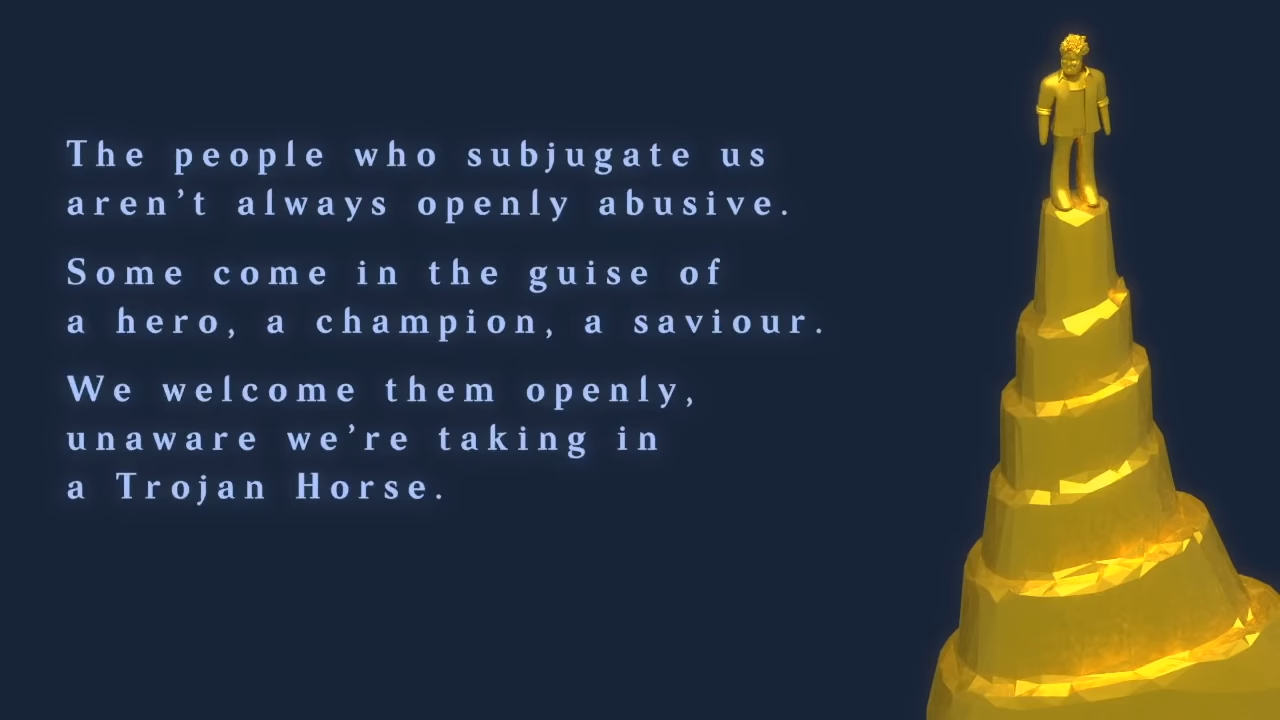 The people who subjugate us
aren’t always openly abusive.
Some come in the guise of
a hero, a champion, a saviour.
We welcome them openly,
unaware we’re taking in
a Trojan Horse.